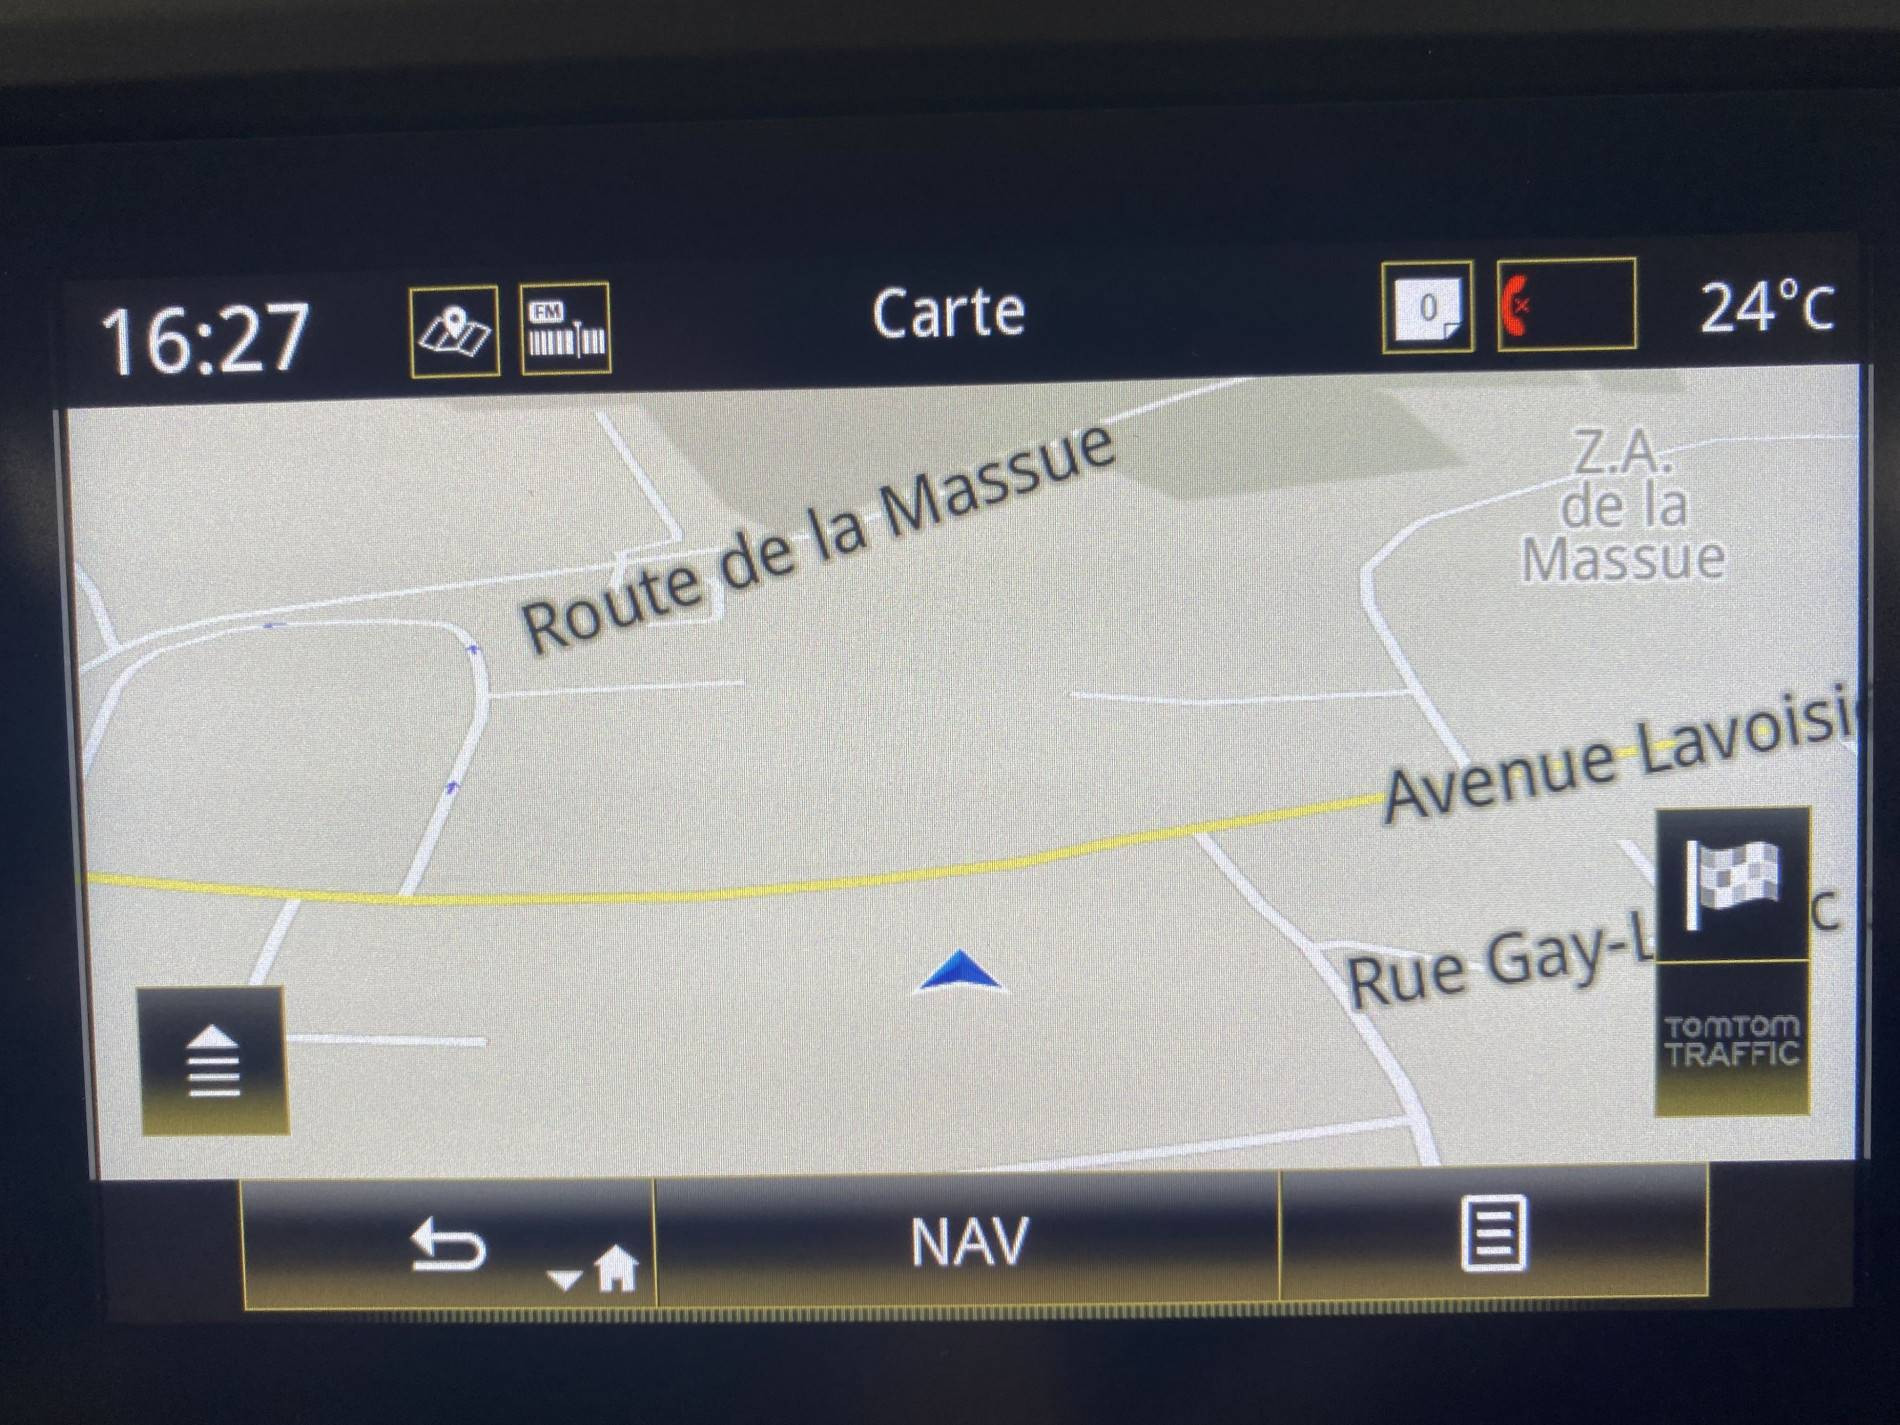 16:27
FM
Carte
0
24°C
Route de la Massue
Z.A.
de la
Massue
Avenue Lavoisi
Rue Gay-L
c
TOMTOM
TRAFFIC
NAV